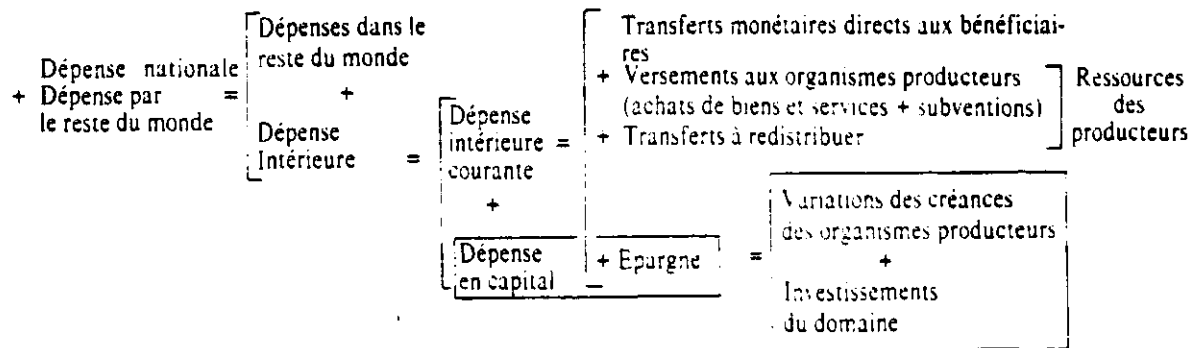 + Dépense nationale
Dépense par
le reste du monde
=
Dépenses dans le
reste du monde
+
Dépense
Intérieure
=
Dépense
intérieure
courante
=
+
Dépense
en capital
Transferts monétaires directs aux bénéficiai-
res
+ Versements aux organismes producteurs
(achats de biens et services + subventions)
+ Transferts à redistribuer
Ressources
des
producteurs
+ Epargne
=
Variations des créances
des organismes producteurs
+
Investissements
du domaine